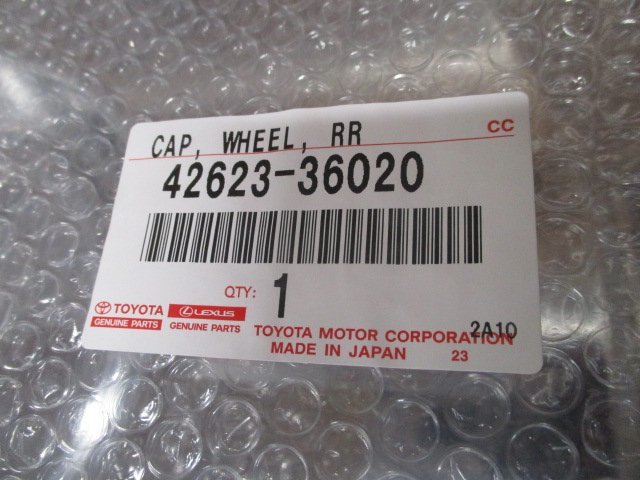 CAP, WHEEL, RR CC
42623-36020
QTY: 1
TOYOTA LEXUS
GENUINE PARTS GENUINE PARTS
TOYOTA MOTOR CORPORATION 2A10
MADE IN JAPAN 23